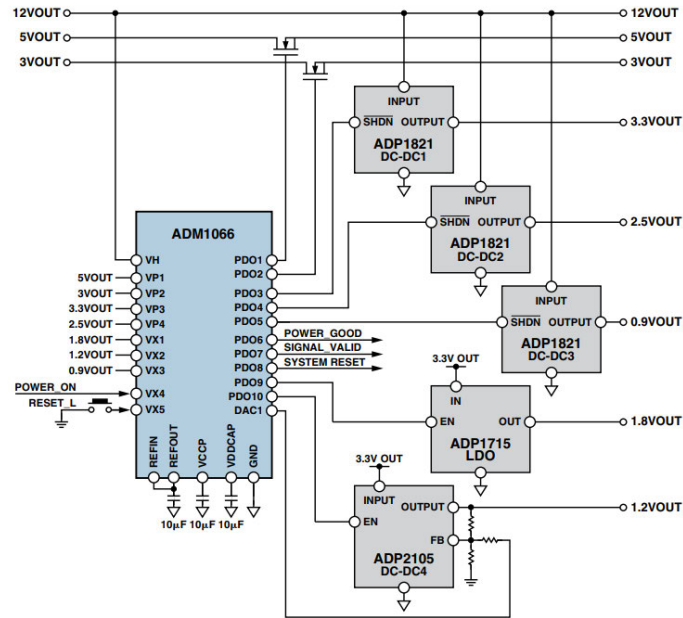 12VOUT
12VOUT
5VOUT
5VOUT
3VOUT
3VOUT
INPUT
SHDN OUTPUT
ADP1821
DC-DC1
3.3VOUT
INPUT
SHDN OUTPUT
ADP1821
DC-DC2
2.5VOUT
INPUT
SHDN OUTPUT
ADP1821
DC-DC3
0.9VOUT
ADM1066
VH
5VOUT
VP1
3VOUT
VP2
3.3VOUT
VP3
2.5VOUT
VP4
1.8VOUT
VX1
1.2VOUT
VX2
0.9VOUT
VX3
POWER_ON
VX4
RESET_L
VX5
PDO1
PDO2
PDO3
PDO4
PDO5
PDO6
POWER_GOOD
PDO7
SIGNAL_VALID
PDO8
SYSTEM RESET
PDO9
PDO10
DAC1
REFIN
REFOUT
VCCP
VDDCAP
GND
10µF
10µF
10µF
3.3V OUT
IN
EN
OUT
ADP1715
LDO
1.8VOUT
3.3V OUT
INPUT
OUTPUT
EN
FB
ADP2105
DC-DC4
1.2VOUT